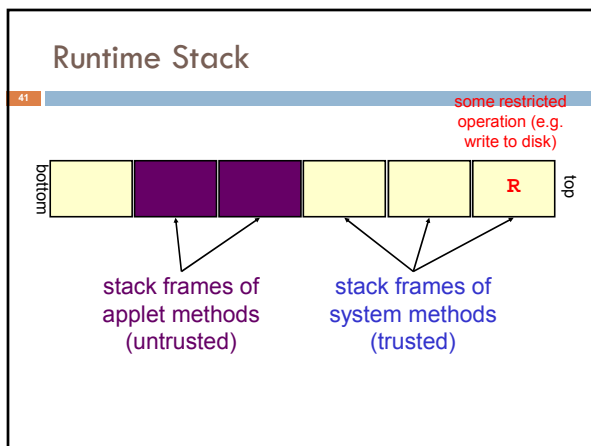 Runtime Stack
41
some restricted
operation (e.g.
write to disk)
bottom
R
top
stack frames of
applet methods
(untrusted)
stack frames of
system methods
(trusted)